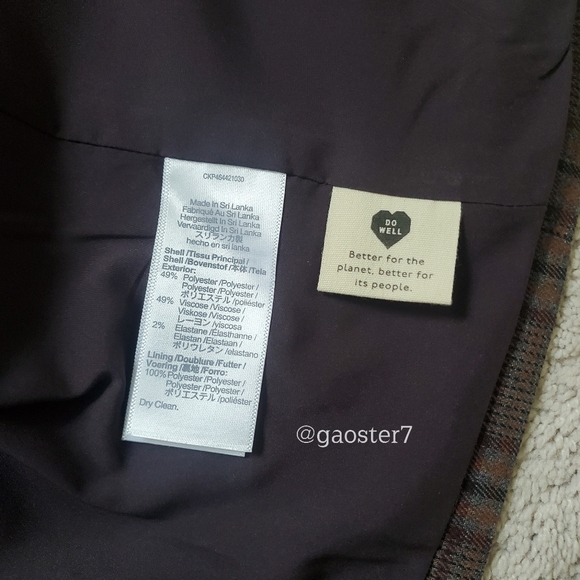 CKP464421030
Made in Sri Lanka
Fabriqué Au Sri Lanka
Hergestellt In Sri Lanka
Vervaardigd In Sri Lanka
スリランカ製
hecho en sri lanka
Shell /Tissu Principal /
Shell /Bovenstof /本体 /Tela
Exterior:
49% Polyester /Polyester /
Polyester /Polyester /
ポリエステル /poliéster
49% Viscose /Viscose /
Viskose /Viscose /
レーヨン /viscosa
2% Elastane /Élasthanne /
Elastan /Elastaan /
ポリウレタン /elastano
Lining /Doublure /Futter /
Voering /裏地 /Forro:
100% Polyester /Polyester /
Polyester /Polyester /
ポリエステル /poliéster
Dry Clean.
DO
WELL
Better for the
planet, better for
its people.
@gaoster7